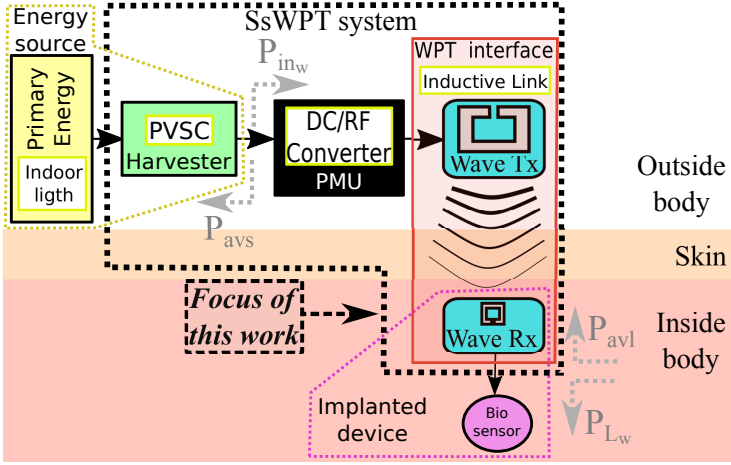 Energy
source
SsWPT system
Primary
Energy
Indoor
ligth
PVSC
Harvester
P_in_w
P_avs
DC/RF
Converter
PMU
WPT interface
Inductive Link
Wave Tx
Outside
body
Skin
Focus of
this work
Wave Rx
Inside
body
P_avl
P_L_w
Implanted
device
Bio
sensor